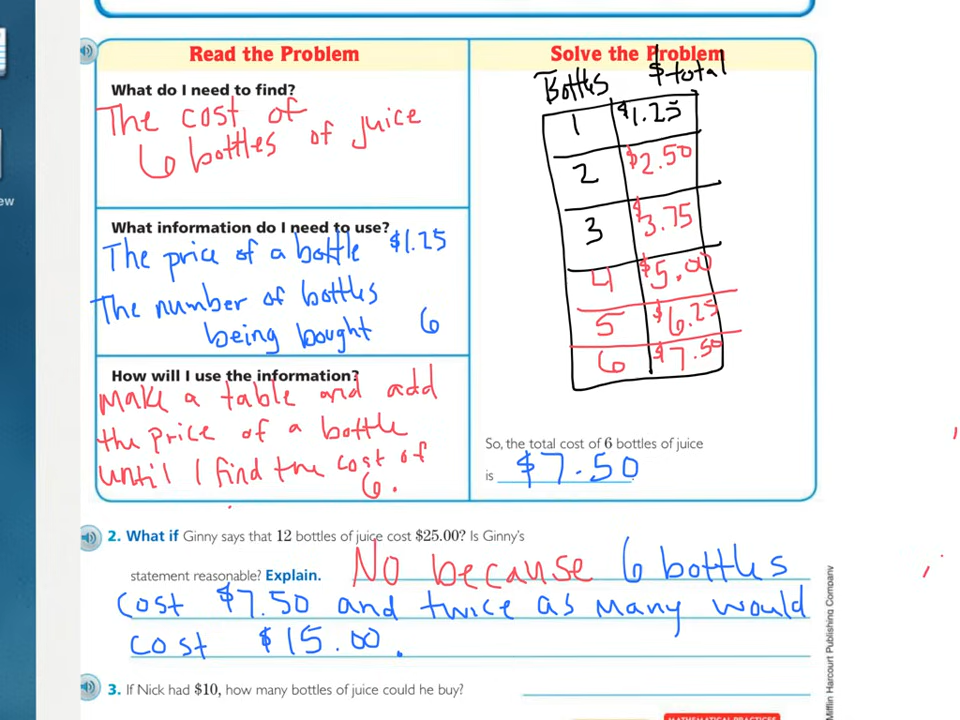 Read the Problem
What do I need to find?
The cost of
6 bottles of juice
What information do I need to use?
The price of a bottle $1.25
The number of bottles
being bought 6
How will I use the information?
Make a table and add
the price of a bottle
until I find the cost of
6.
Solve the Problem
Bottles $ total
1 $1.25
2 $2.50
3 $3.75
4 $5.00
5 $6.25
6 $7.50
So, the total cost of 6 bottles of juice
is $7.50
2. What if Ginny says that 12 bottles of juice cost $25.00? Is Ginny's
statement reasonable? Explain. No because 6 bottles
cost $7.50 and twice as many would
cost $15.00.
3. If Nick had $10, how many bottles of juice could he buy?
Mifflin Harcourt Publishing Company
ew